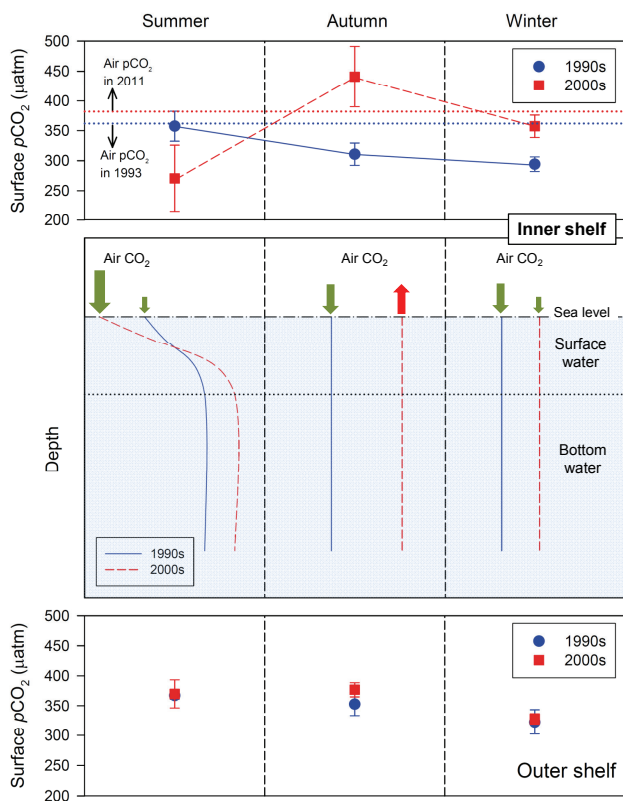 Summer Autumn Winter
500
450
400
350
300
250
200
Surface pCO₂ (µatm)
Air pCO₂
in 2011
Air pCO₂
in 1993
1990s
2000s
Inner shelf
Air CO₂ Air CO₂ Air CO₂
Sea level
Surface
water
Depth
Bottom
water
1990s
2000s
500
450
400
350
300
250
200
Surface pCO₂ (µatm)
1990s
2000s
Outer shelf